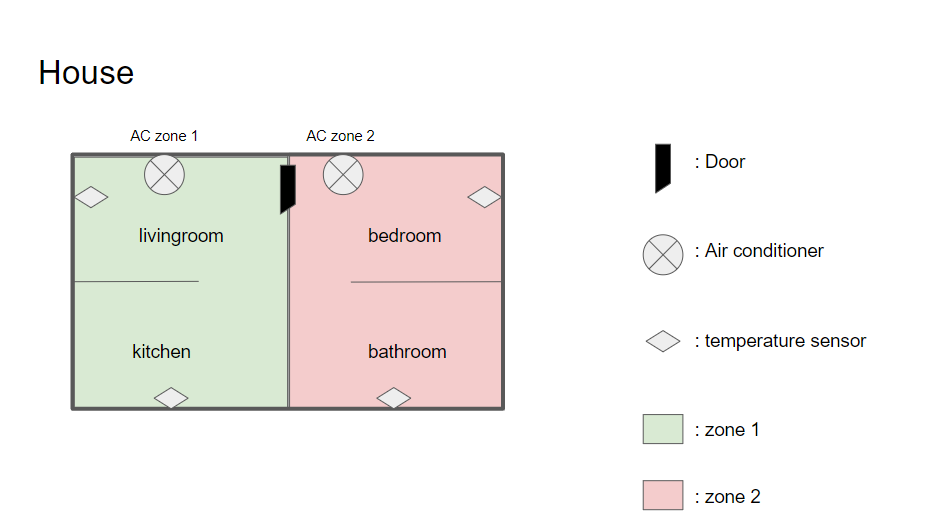 House
AC zone 1
AC zone 2
livingroom
bedroom
kitchen
bathroom
: Door
: Air conditioner
: temperature sensor
: zone 1
: zone 2